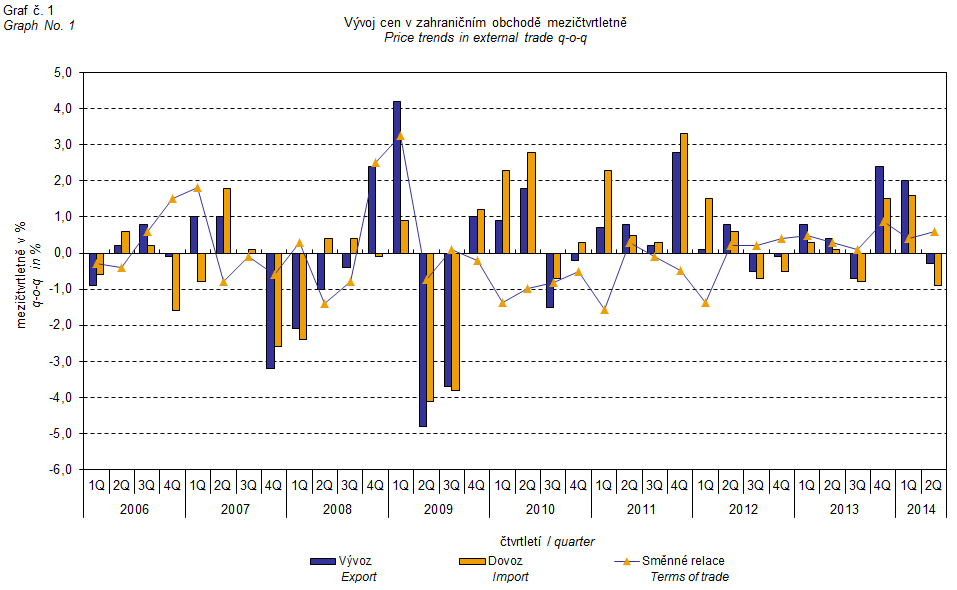 Graf č. 1
Graph No. 1
Vývoj cen v zahraničním obchodě mezičtvrtletně
Price trends in external trade q-o-q
mezičtvrtletně v %
q-o-q in %
5,0
4,0
3,0
2,0
1,0
0,0
-1,0
-2,0
-3,0
-4,0
-5,0
-6,0
1Q 2Q 3Q 4Q 1Q 2Q 3Q 4Q 1Q 2Q 3Q 4Q 1Q 2Q 3Q 4Q 1Q 2Q 3Q 4Q 1Q 2Q 3Q 4Q 1Q 2Q 3Q 4Q 1Q 2Q 3Q 4Q 1Q 2Q
2006 2007 2008 2009 2010 2011 2012 2013 2014
čtvrtletí / quarter
Vývoz Dovoz Směnné relace
Export Import Terms of trade